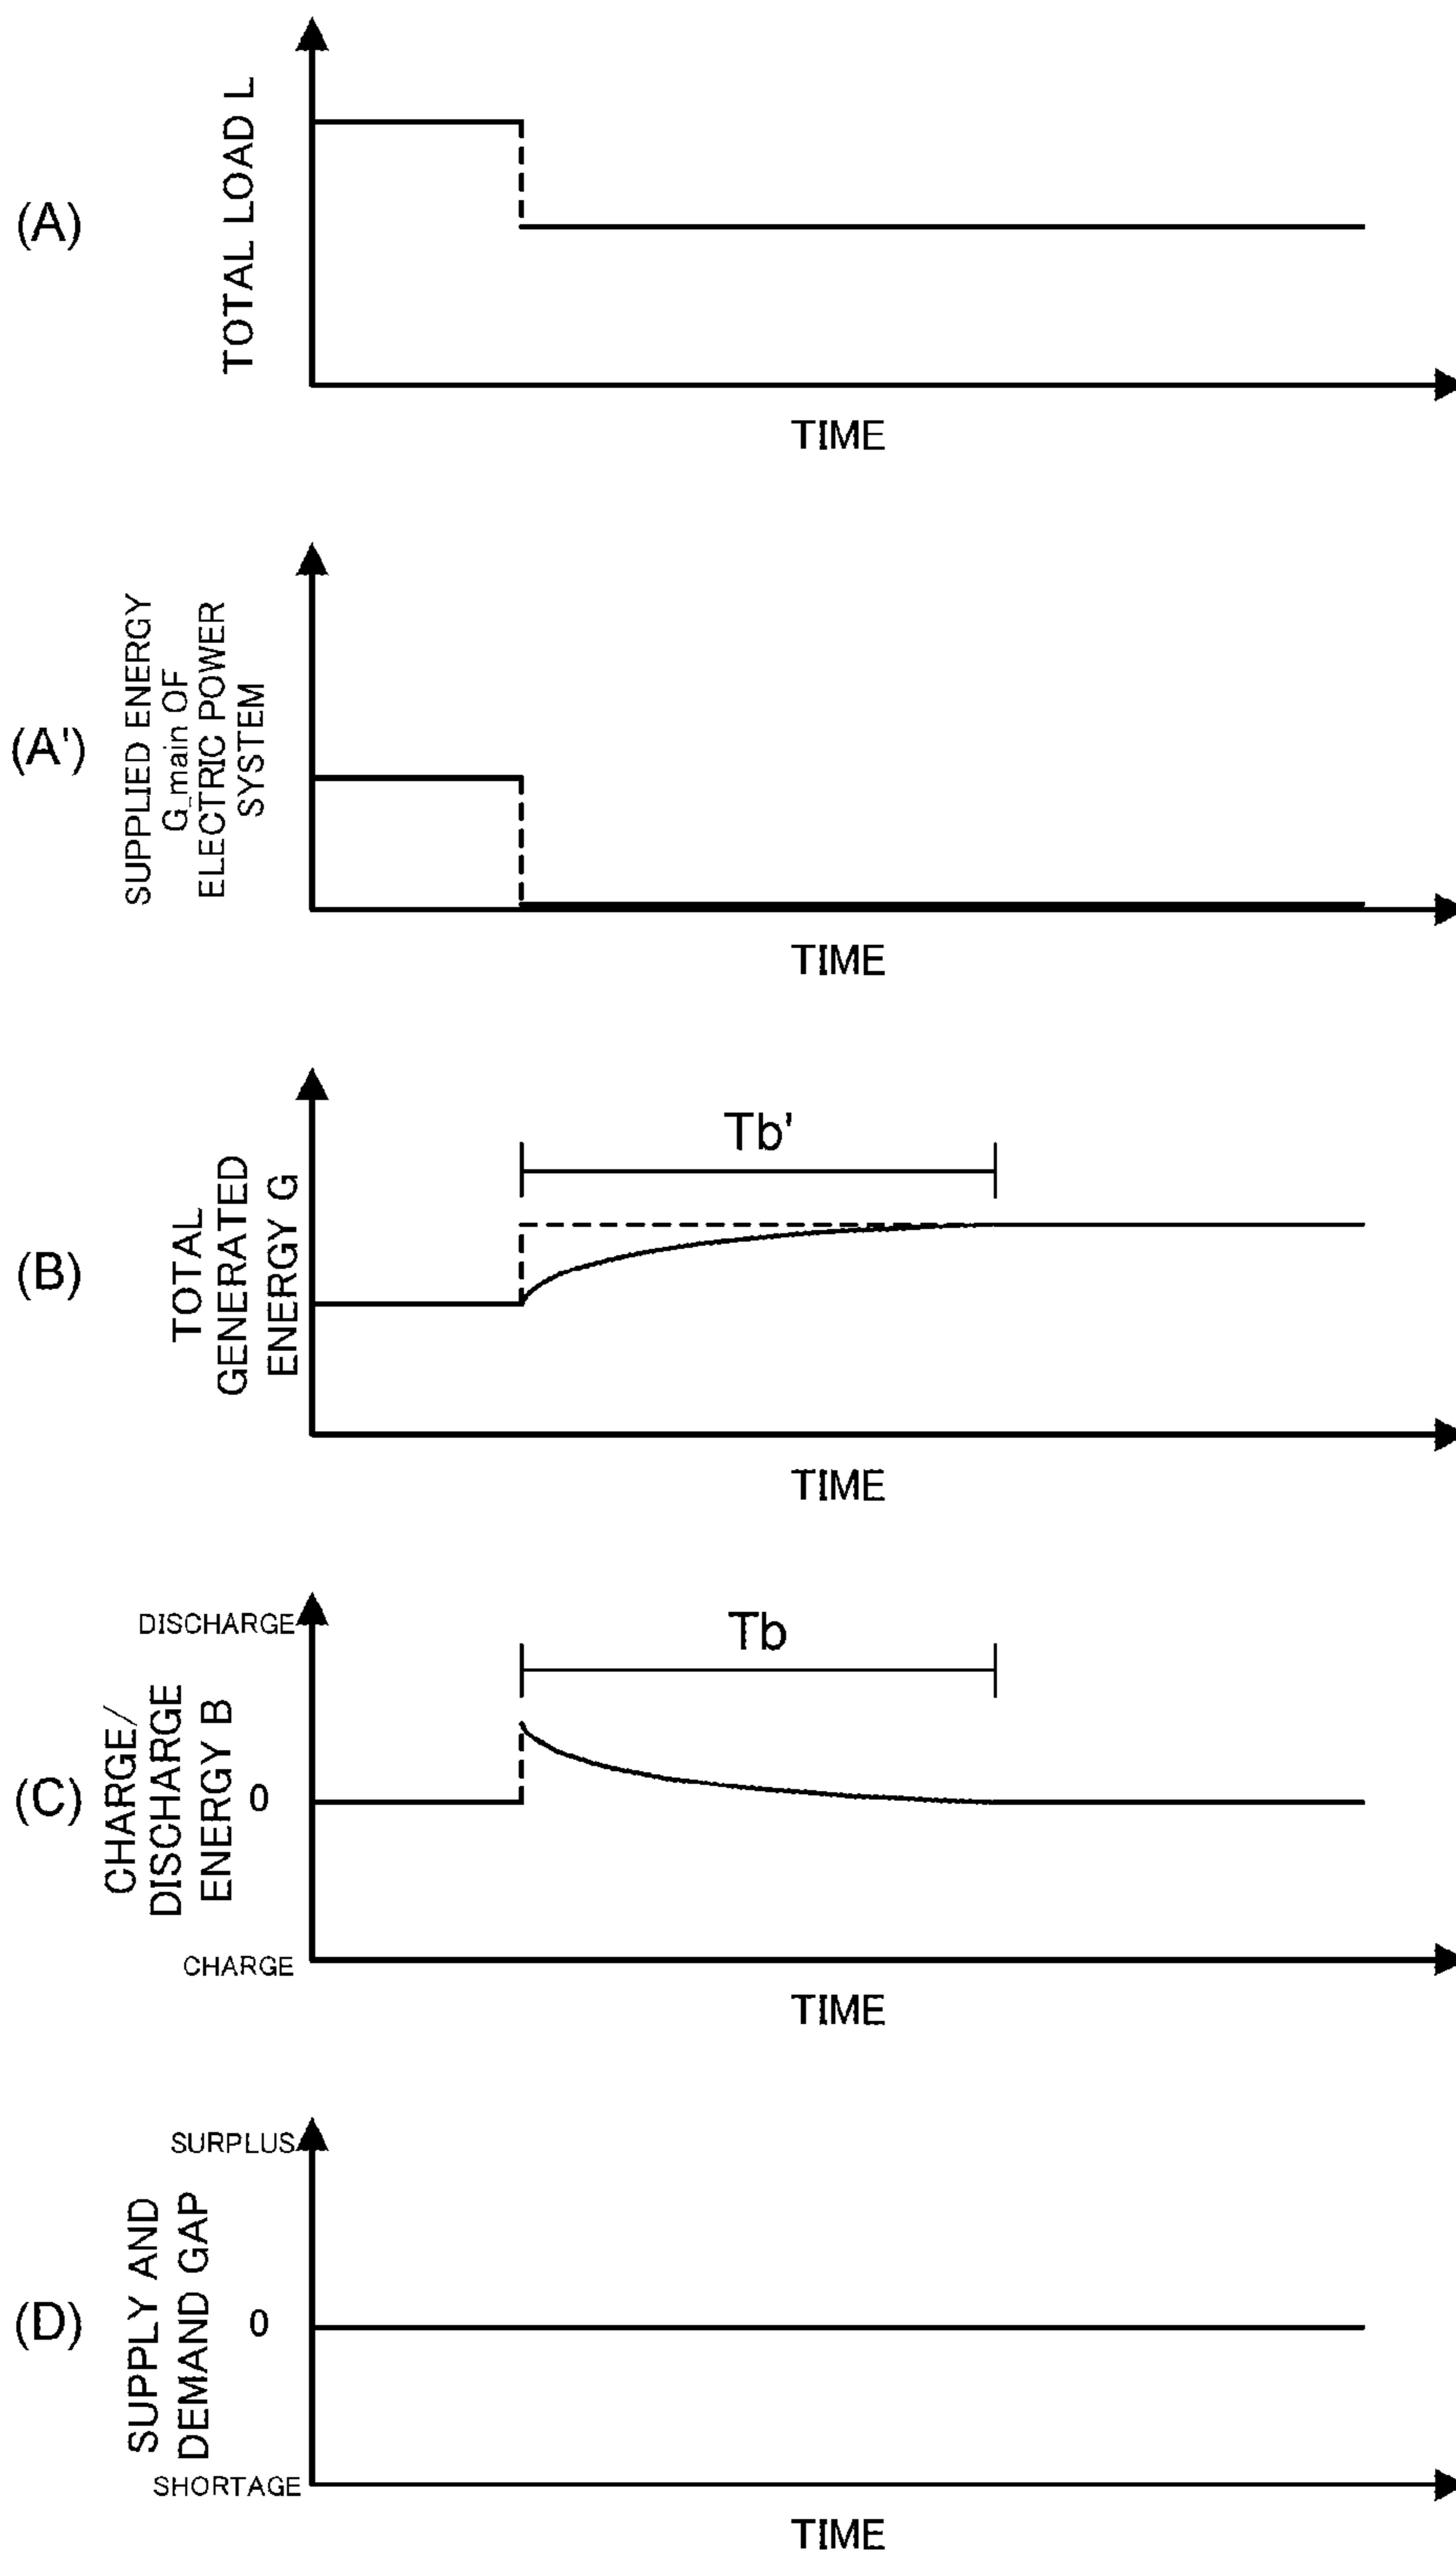 (A)
TOTAL LOAD L
TIME
(A')
SUPPLIED ENERGY
G_main OF
ELECTRIC POWER
SYSTEM
TIME
(B)
TOTAL
GENERATED
ENERGY G
Tb'
TIME
(C)
CHARGE/
DISCHARGE
ENERGY B
DISCHARGE
0
CHARGE
Tb
TIME
(D)
SUPPLY AND
DEMAND GAP
SURPLUS
0
SHORTAGE
TIME